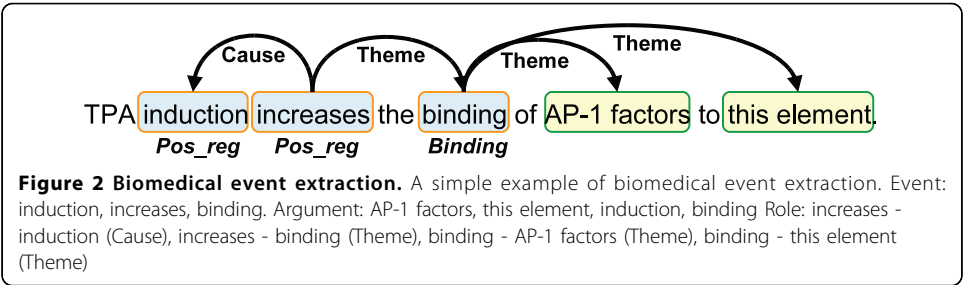 Theme
Cause
Theme
Theme
TPA induction increases the binding of AP-1 factors to this element.
Pos_reg Pos_reg Binding
Figure 2 Biomedical event extraction. A simple example of biomedical event extraction. Event:
induction, increases, binding. Argument: AP-1 factors, this element, induction, binding Role: increases -
induction (Cause), increases - binding (Theme), binding - AP-1 factors (Theme), binding - this element
(Theme)